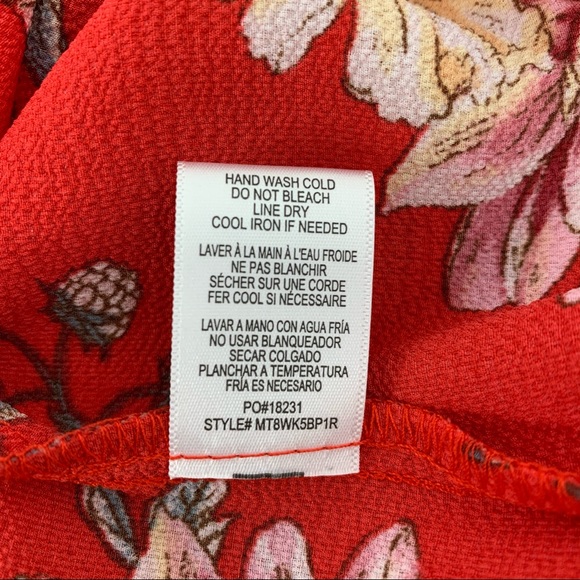 HAND WASH COLD
DO NOT BLEACH
LINE DRY
COOL IRON IF NEEDED
LAVER À LA MAIN À L'EAU FROIDE
NE PAS BLANCHIR
SÉCHER SUR UNE CORDE
FER COOL SI NÉCESSAIRE
LAVAR A MANO CON AGUA FRÍA
NO USAR BLANQUEADOR
SECAR COLGADO
PLANCHAR A TEMPERATURA
FRÍA ES NECESARIO
PO#18231
STYLE# MT8WK5BP1R